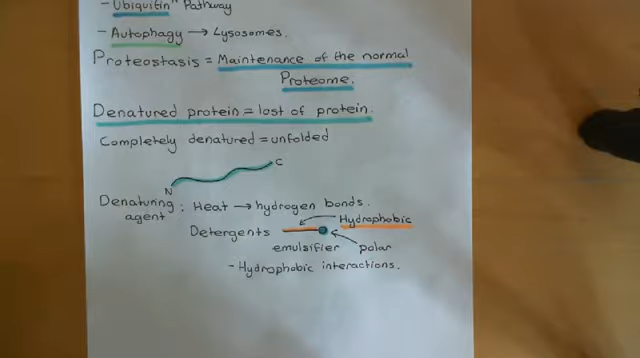 - Ubiquitin" Pathway
- Autophagy → Lysosomes.
Proteostasis = Maintenance of the normal
Proteome.
Denatured protein = lost of protein.
Completely denatured = unfolded
C
N
Denaturing agent : Heat → hydrogen bonds.
Hydrophobic
Detergents
emulsifier polar
- Hydrophobic interactions.